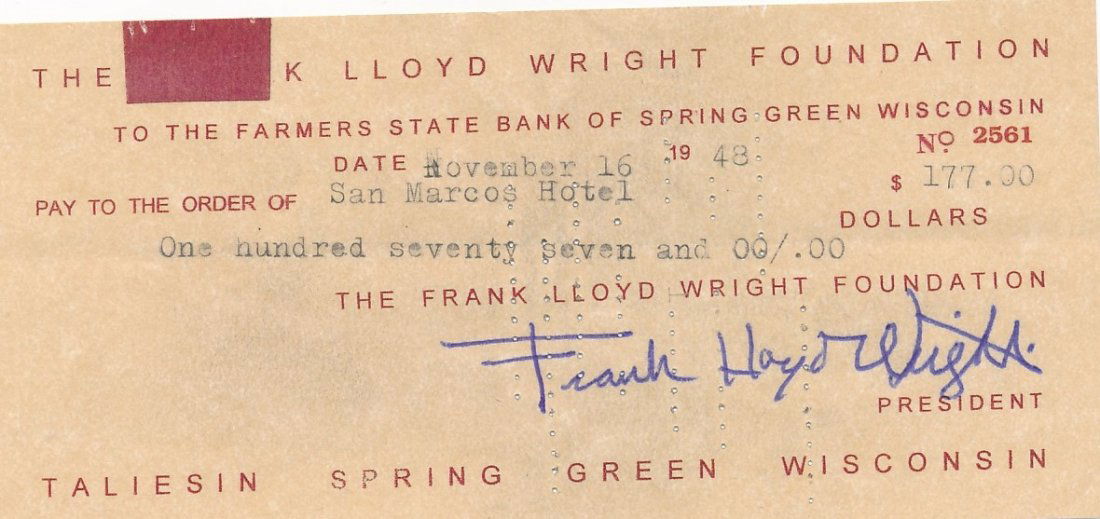 THE K LLOYD WRIGHT FOUNDATION
TO THE FARMERS STATE BANK OF SPRING GREEN WISCONSIN
No 2561
DATE November 16 19 48
PAY TO THE ORDER OF San Marcos Hotel $ 177.00
DOLLARS
One hundred seventy seven and 00/.00
THE FRANK LLOYD WRIGHT FOUNDATION
Frank Lloyd Wright
PRESIDENT
TALIESIN SPRING GREEN WISCONSIN